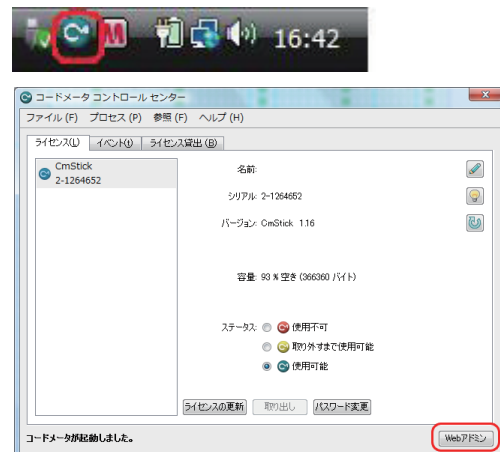 16:42
コードメータ コントロール センター
ファイル(F) プロセス(P) 参照(F) ヘルプ(H)
ライセンス(L) イベント(I) ライセンス貸出(B)
CmStick
2-1264652
名前:
シリアル: 2-1264652
バージョン: CmStick 1.16
容量: 93 % 空き (366360 バイト)
ステータス: 使用不可
取り外すまで使用可能
使用可能
ライセンスの更新 取り出し パスワード変更
コードメータが起動しました。 Webアドミン